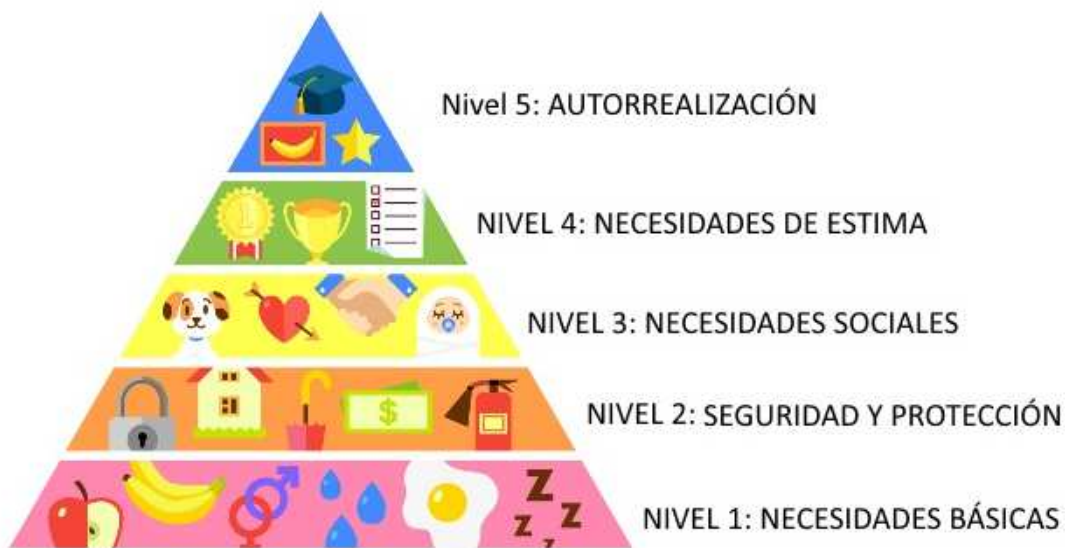 Nivel 5: AUTORREALIZACIÓN
1
NIVEL 4: NECESIDADES DE ESTIMA
NIVEL 3: NECESIDADES SOCIALES
$
NIVEL 2: SEGURIDAD Y PROTECCIÓN
Z
Z
Z
Z
NIVEL 1: NECESIDADES BÁSICAS